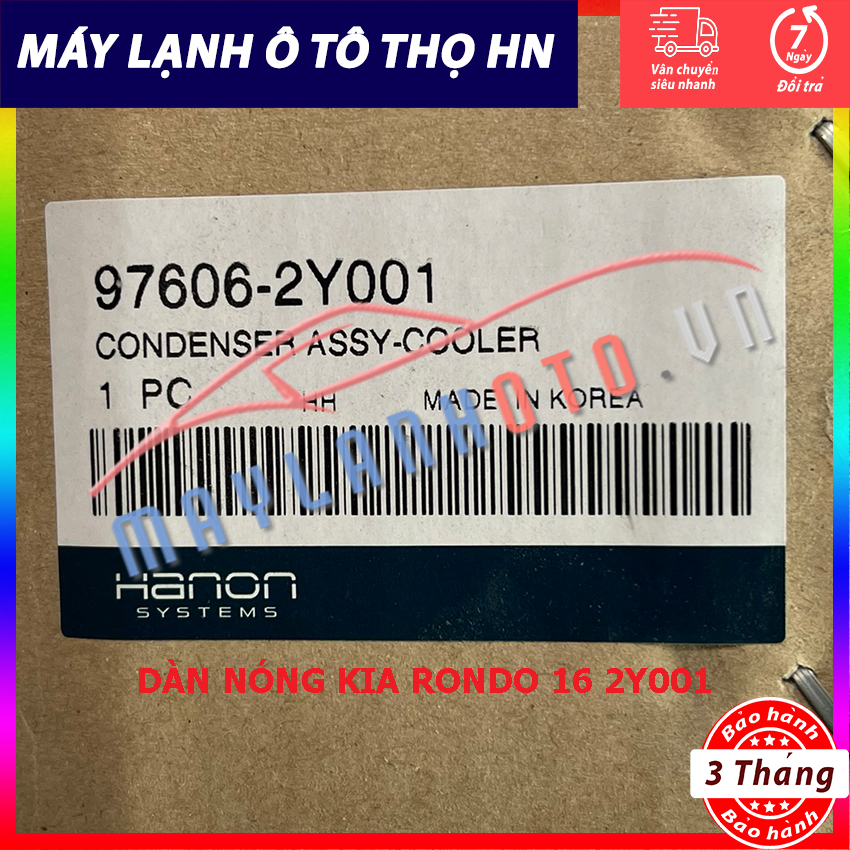 MÁY LẠNH Ô TÔ THỌ HN
Vân chuyển
siêu nhanh
7
Ngày
Đổi trả
97606-2Y001
CONDENSER ASSY-COOLER
1 PC HH MADE IN KOREA
MAYLANHOTO.VN
Hanon
SYSTEMS
DÀN NÓNG KIA RONDO 16 2Y001
Bảo hành
3 Tháng
Bảo hành